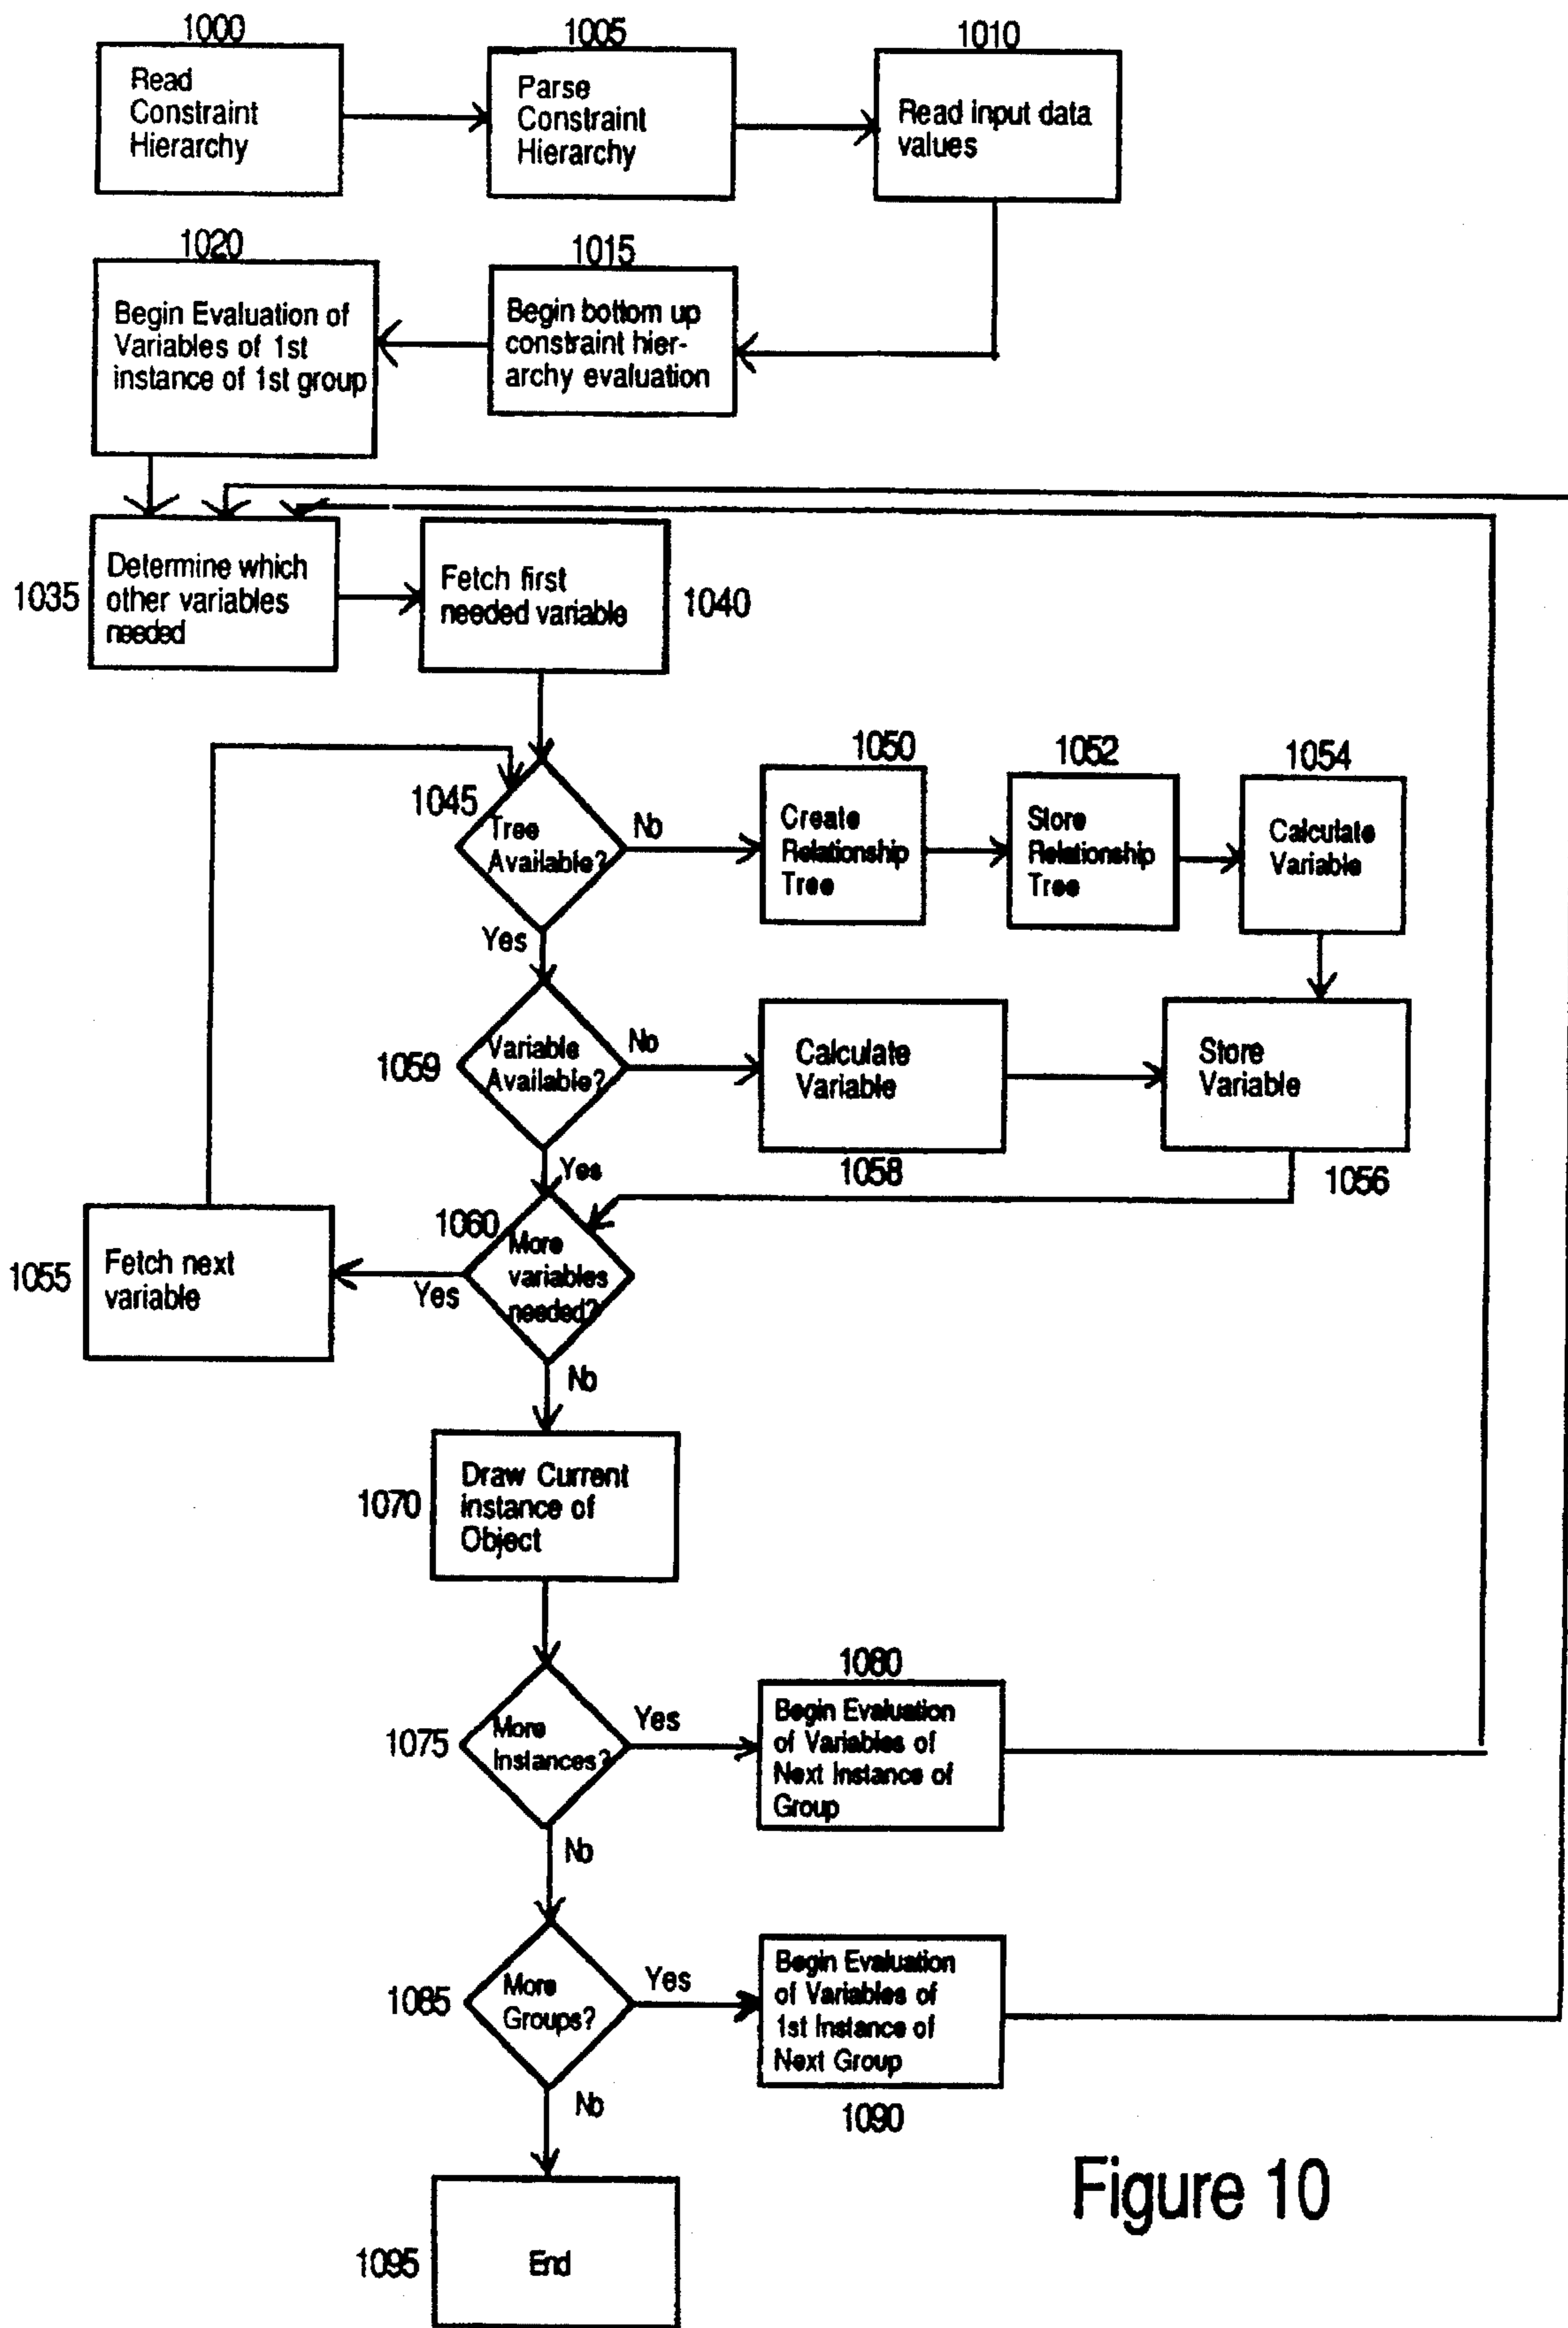 1000
Read
Constraint
Hierarchy
1005
Parse
Constraint
Hierarchy
1010
Read input data
values
1020
Begin Evaluation of
Variables of 1st
instance of 1st group
1015
Begin bottom up
constraint hier-
archy evaluation
1035
Determine which
other variables
needed
Fetch first
needed variable
1040
1045
Tree
Available?
No
Yes
1050
Create
Relationship
Tree
1052
Store
Relationship
Tree
1054
Calculate
Variable
1059
Variable
Available?
No
Yes
Calculate
Variable
1058
Store
Variable
1056
1055
Fetch next
variable
Yes
1060
More
variables
needed?
No
1070
Draw Current
instance of
Object
1075
More
Instances?
Yes
No
1080
Begin Evaluation
of Variables of
Next Instance of
Group
1085
More
Groups?
Yes
No
Begin Evaluation
of Variables of
1st Instance of
Next Group
1090
1095
End
Figure 10